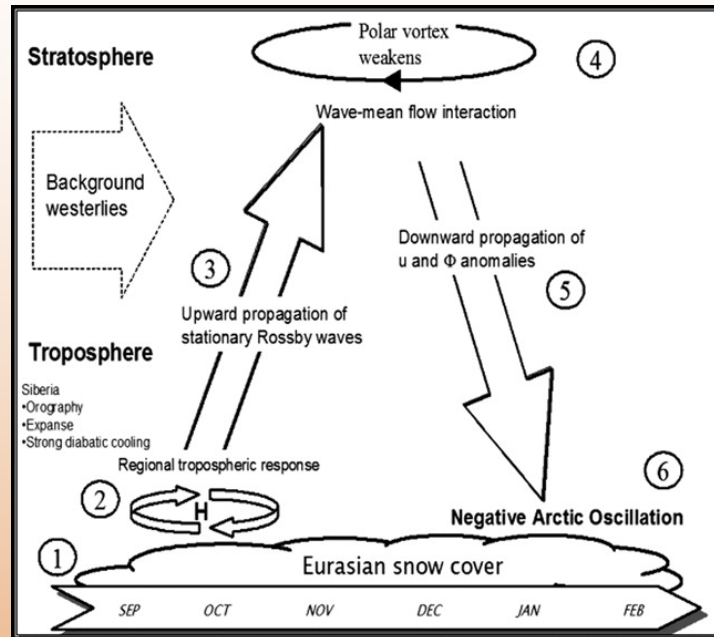 Stratosphere
Polar vortex
weakens
4
Wave-mean flow interaction
Background
westerlies
3
Upward propagation of
stationary Rossby waves
Downward propagation of
u and Φ anomalies
5
Troposphere
Siberia
•Orography
•Expanse
•Strong diabatic cooling
Regional tropospheric response
2
H
6
Negative Arctic Oscillation
1
Eurasian snow cover
SEP OCT NOV DEC JAN FEB